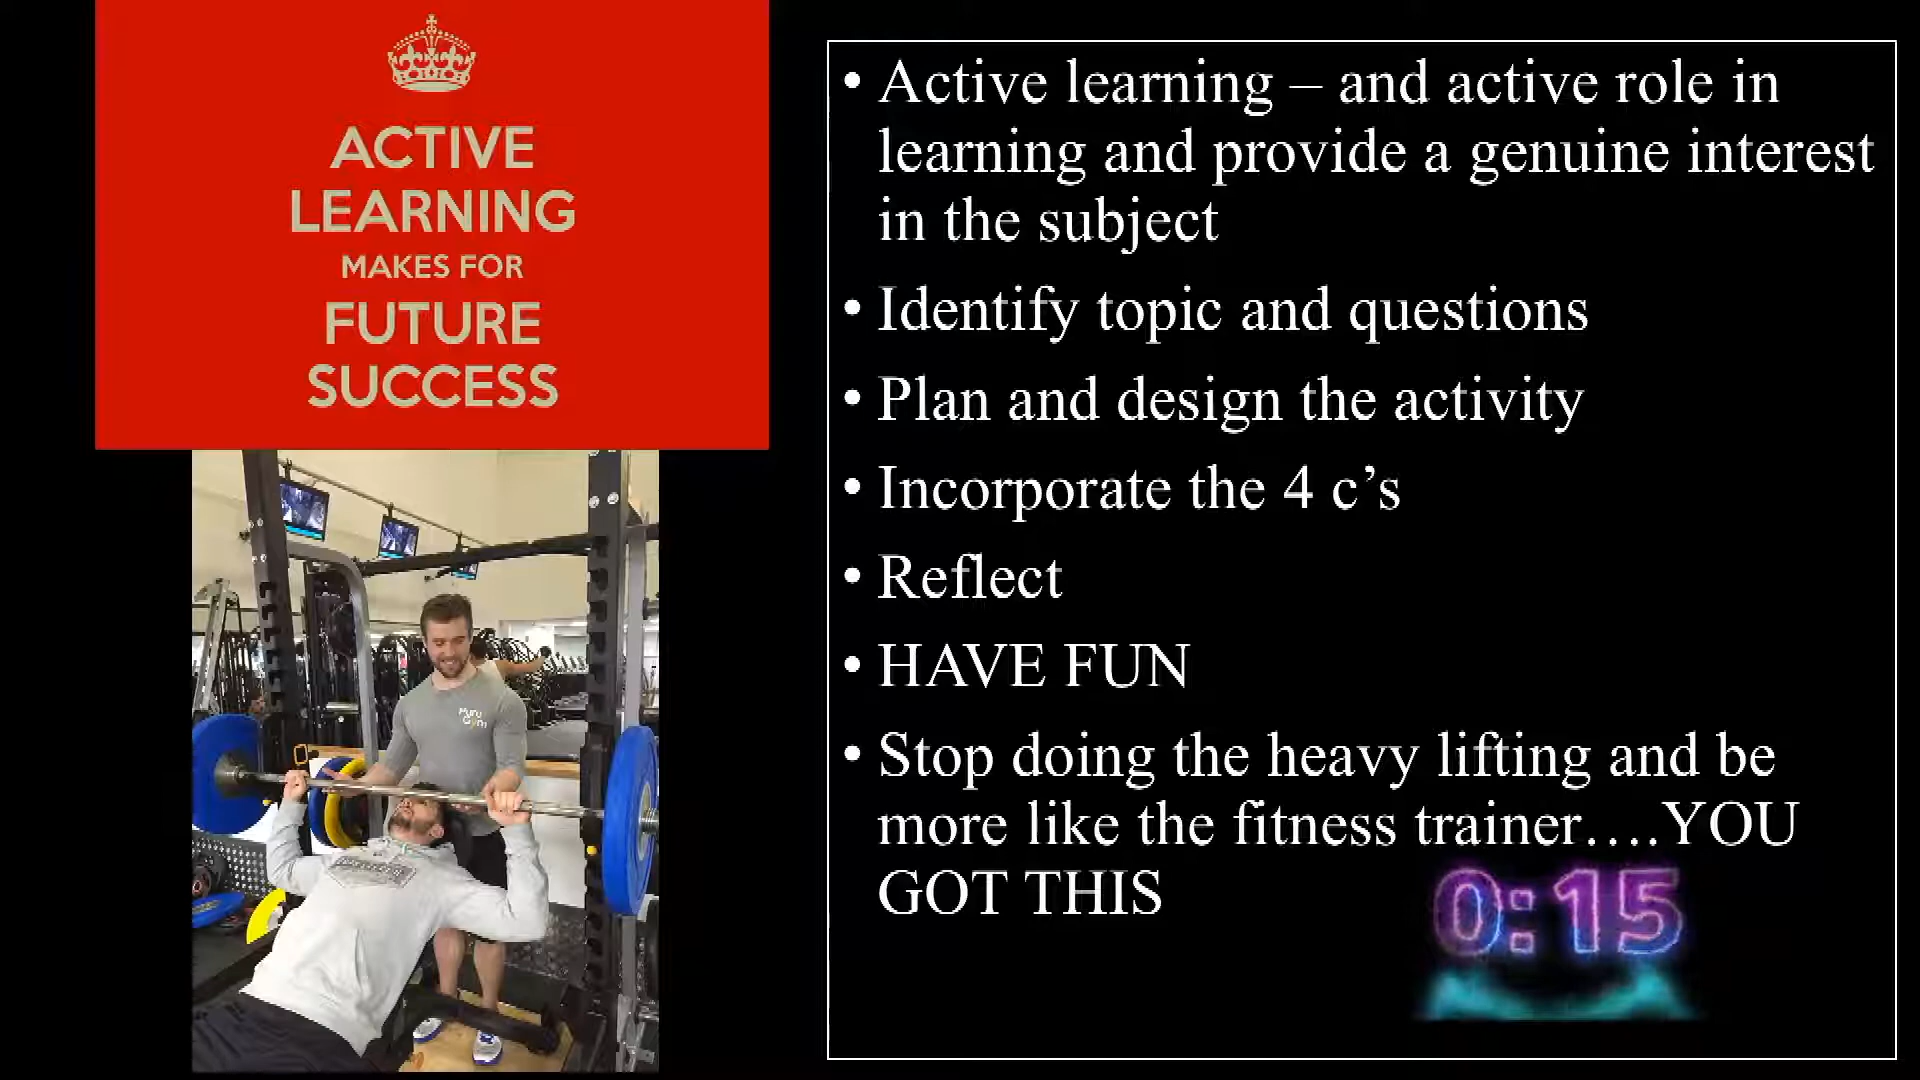 ACTIVE
LEARNING
MAKES FOR
FUTURE
SUCCESS
Pure
Gym
• Active learning – and active role in
learning and provide a genuine interest
in the subject
• Identify topic and questions
• Plan and design the activity
• Incorporate the 4 c’s
• Reflect
• HAVE FUN
• Stop doing the heavy lifting and be
more like the fitness trainer….YOU
GOT THIS
0:15